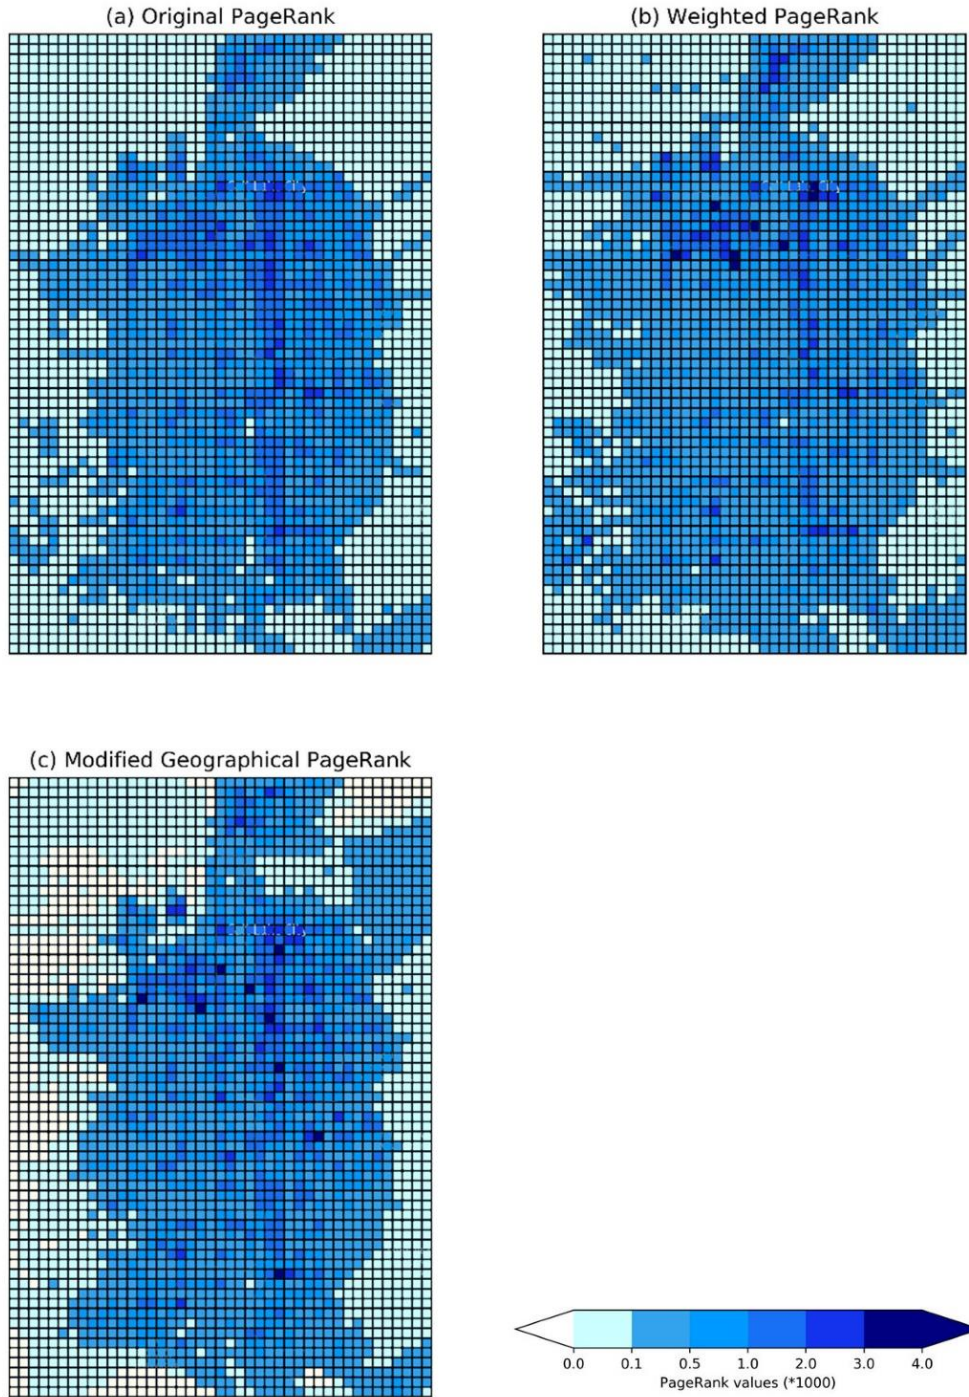 (a) Original PageRank
(b) Weighted PageRank
(c) Modified Geographical PageRank
0.0 0.1 0.5 1.0 2.0 3.0 4.0
PageRank values (*1000)